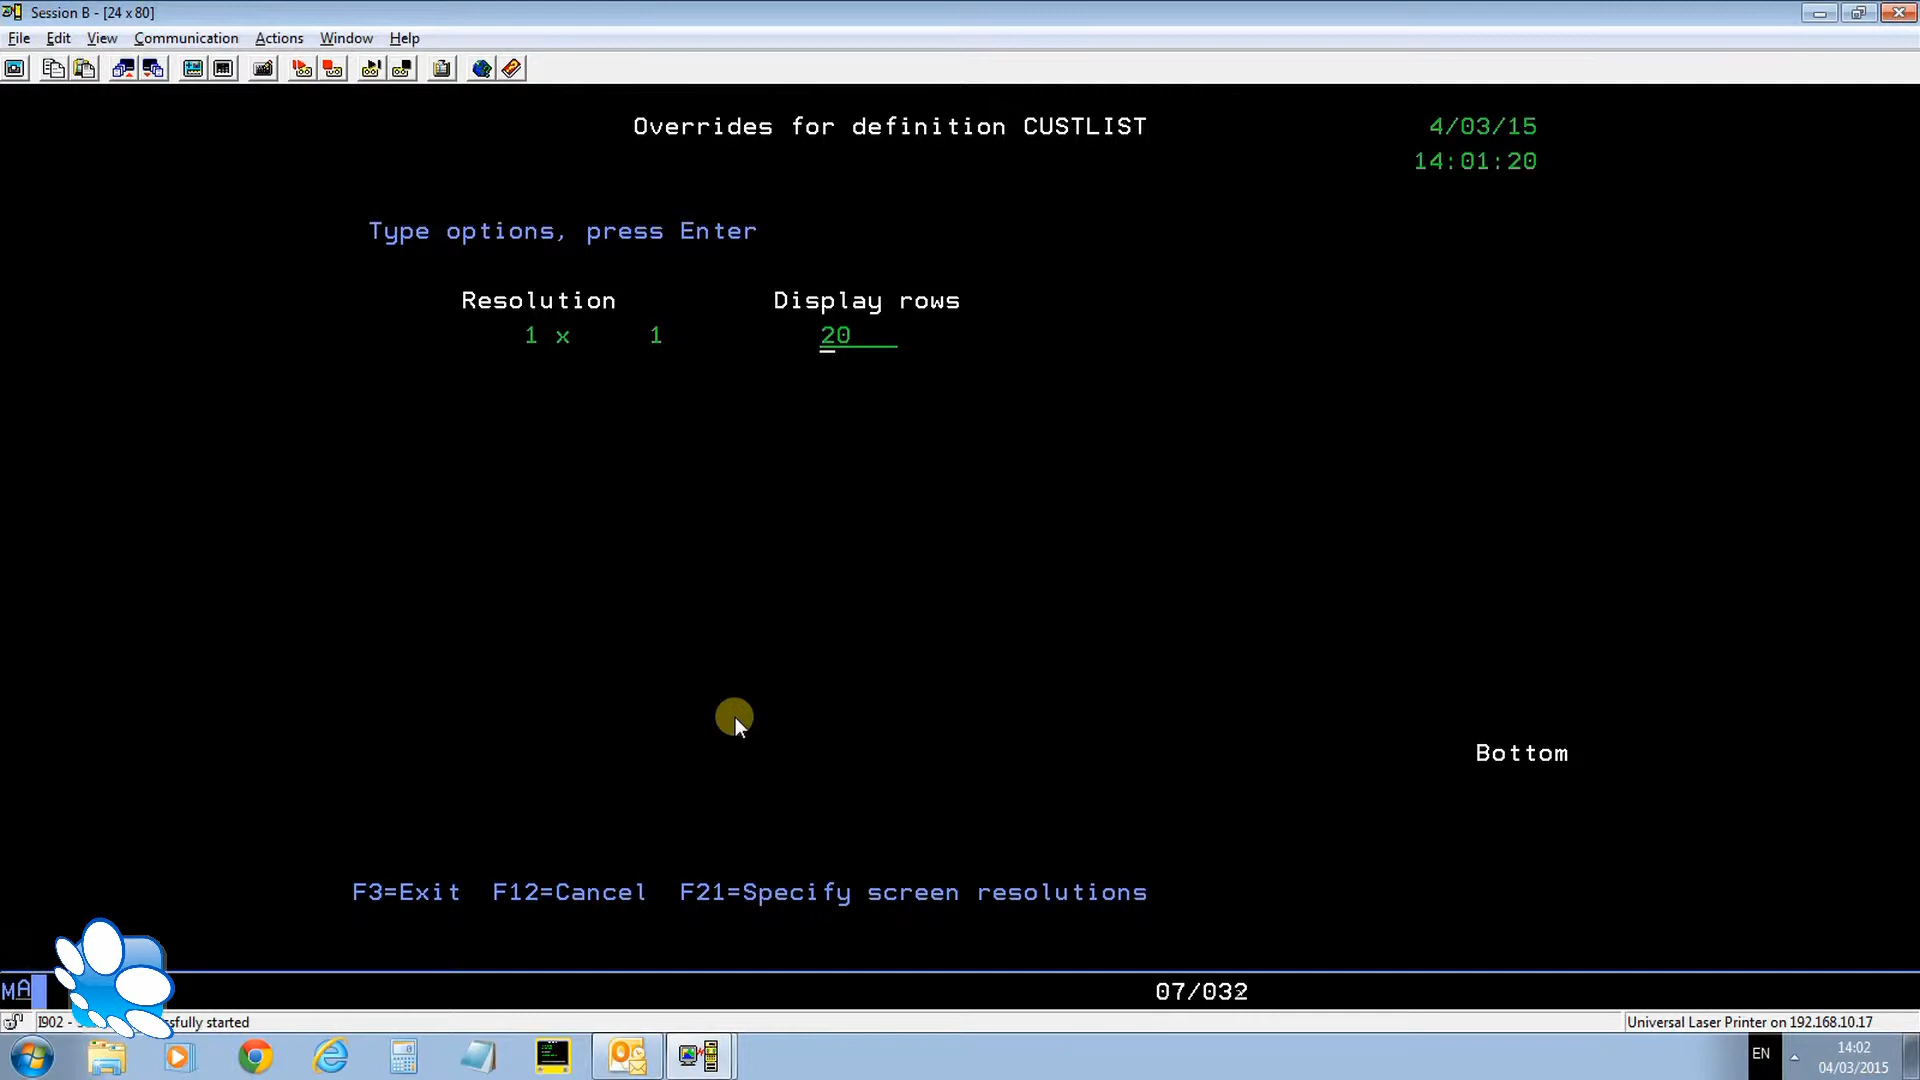 Session B - [24 x 80]
File Edit View Communication Actions Window Help
Overrides for definition CUSTLIST 4/03/15
14:01:20
Type options, press Enter
Resolution Display rows
1 x 1 20
Bottom
F3=Exit F12=Cancel F21=Specify screen resolutions
MA 07/032
I902 - ssfully started Universal Laser Printer on 192.168.10.17
EN 14:02
04/03/2015